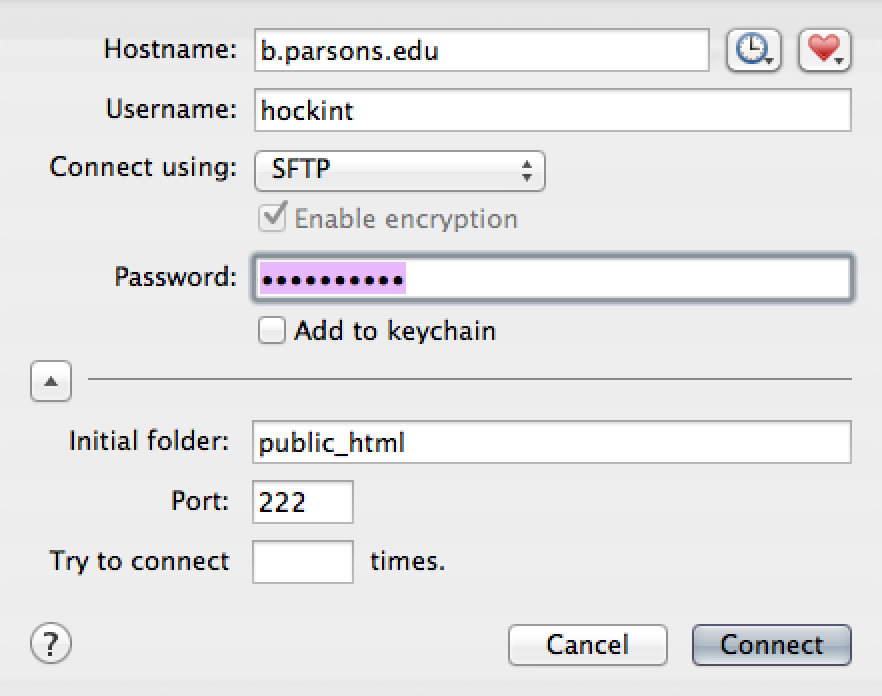 Hostname: b.parsons.edu
Username: hockint
Connect using: SFTP
Enable encryption
Password: ••••••••••
Add to keychain
Initial folder: public_html
Port: 222
Try to connect times.
? Cancel Connect